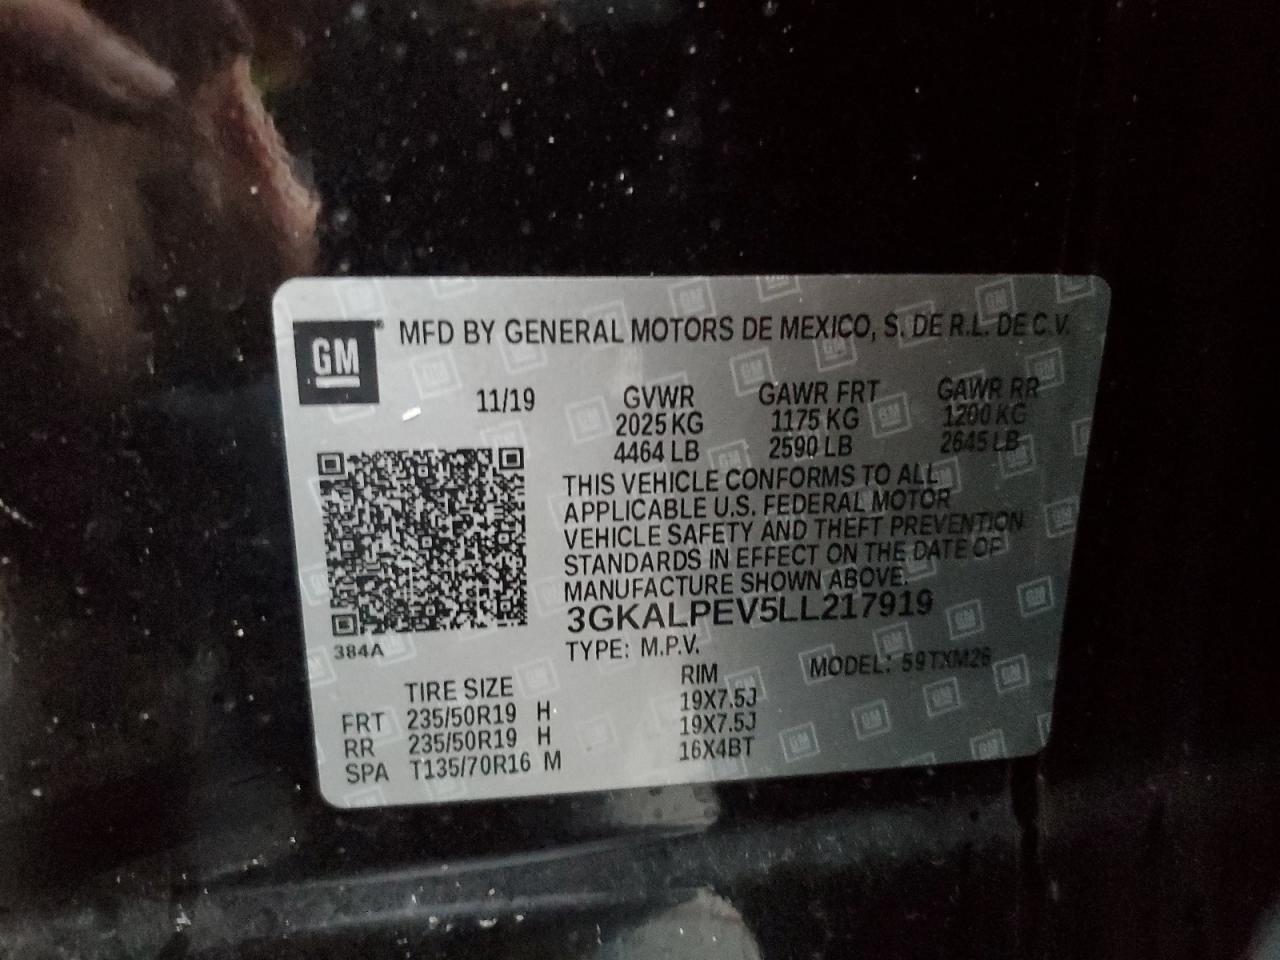 GM
MFD BY GENERAL MOTORS DE MEXICO, S. DE R.L. DE C.V.
11/19 GVWR GAWR FRT GAWR RR
2025 KG 1175 KG 1200 KG
4464 LB 2590 LB 2645 LB
THIS VEHICLE CONFORMS TO ALL
APPLICABLE U.S. FEDERAL MOTOR
VEHICLE SAFETY AND THEFT PREVENTION
STANDARDS IN EFFECT ON THE DATE OF
MANUFACTURE SHOWN ABOVE.
3GKALPEV5LL217919
384A
TYPE: M.P.V. MODEL: 59TXM26
TIRE SIZE RIM
FRT 235/50R19 H 19X7.5J
RR 235/50R19 H 19X7.5J
SPA T135/70R16 M 16X4BT